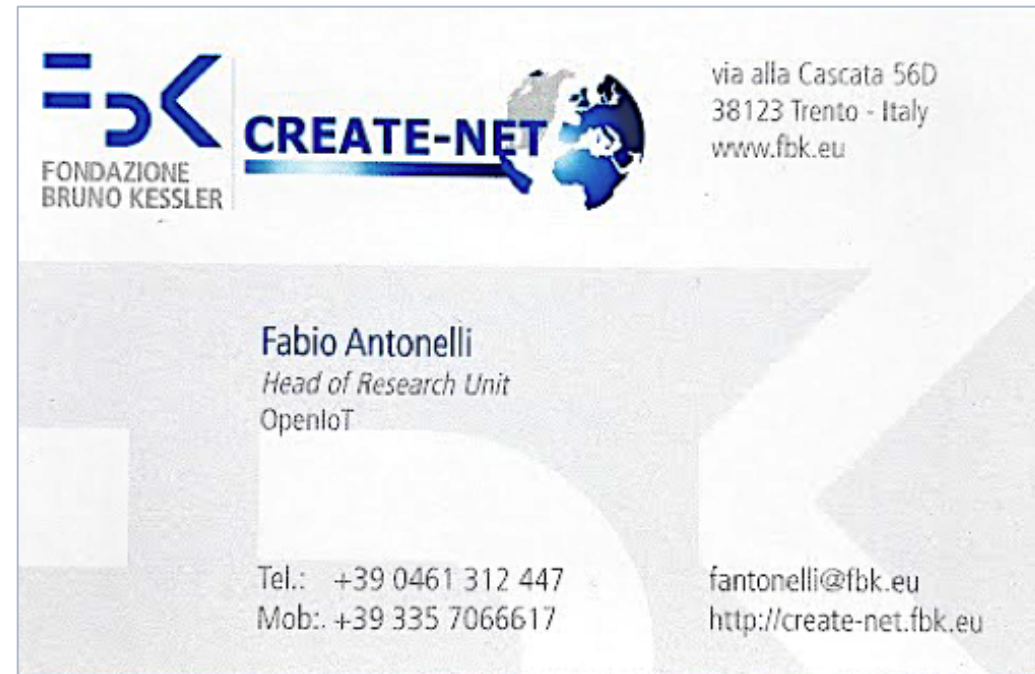 FBK
FONDAZIONE
BRUNO KESSLER
CREATE-NET
via alla Cascata 56D
38123 Trento - Italy
www.fbk.eu
Fabio Antonelli
Head of Research Unit
OpenIoT
Tel.: +39 0461 312 447
Mob:. +39 335 7066617
fantonelli@fbk.eu
http://create-net.fbk.eu